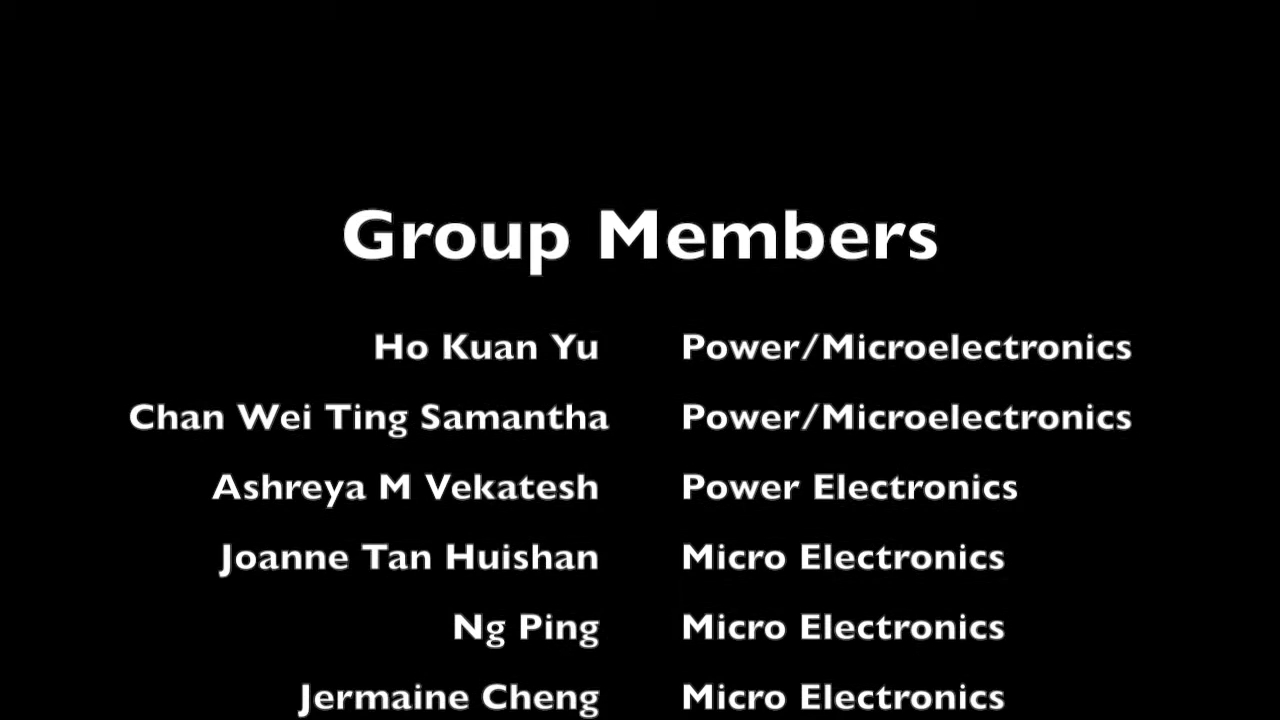 Group Members
Ho Kuan Yu Power/Microelectronics
Chan Wei Ting Samantha Power/Microelectronics
Ashreya M Vekatesh Power Electronics
Joanne Tan Huishan Micro Electronics
Ng Ping Micro Electronics
Jermaine Cheng Micro Electronics